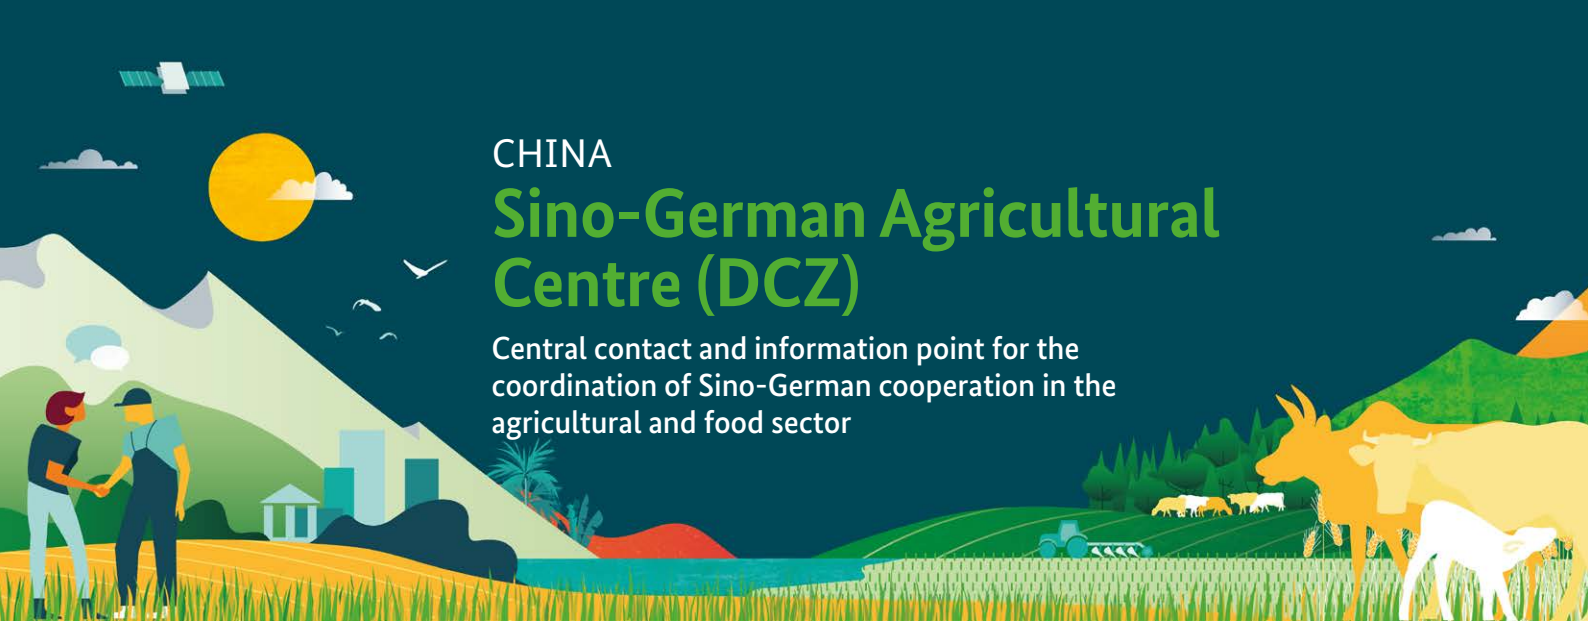 CHINA
Sino-German Agricultural
Centre (DCZ)
Central contact and information point for the
coordination of Sino-German cooperation in the
agricultural and food sector